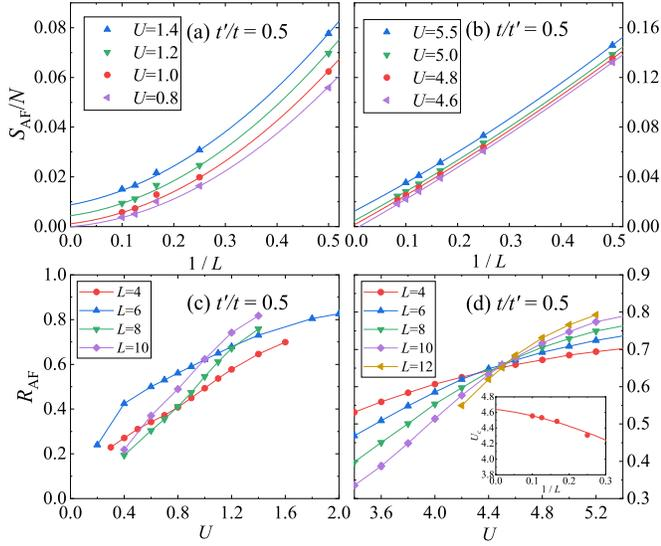 (a) t′/t = 0.5
U=1.4
U=1.2
U=1.0
U=0.8
S_AF/N
0.08
0.06
0.04
0.02
0.00
0.0 0.1 0.2 0.3 0.4 0.5
1 / L
(b) t/t′ = 0.5
U=5.5
U=5.0
U=4.8
U=4.6
0.16
0.12
0.08
0.04
0.00
0.0 0.1 0.2 0.3 0.4 0.5
1 / L
(c) t′/t = 0.5
L=4
L=6
L=8
L=10
R_AF
1.0
0.8
0.6
0.4
0.2
0.0
0.0 0.4 0.8 1.2 1.6 2.0
U
(d) t/t′ = 0.5
L=4
L=6
L=8
L=10
L=12
0.9
0.8
0.7
0.6
0.5
0.4
0.3
3.6 4.0 4.4 4.8 5.2
U
U_c
4.8
4.6
4.4
4.2
4.0
3.8
0.0 0.1 0.2 0.3
1 / L